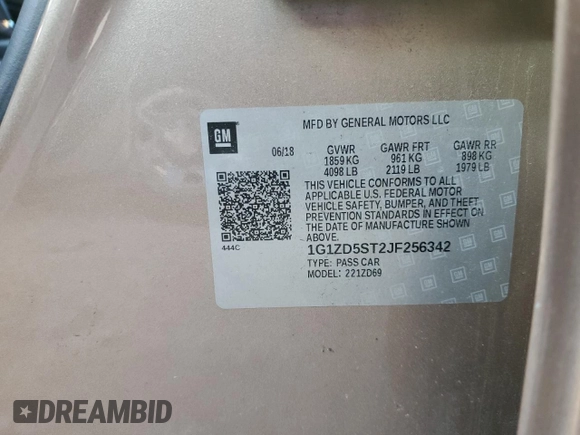 GM
MFD BY GENERAL MOTORS LLC
06/18 GVWR GAWR FRT GAWR RR
1859 KG 961 KG 898 KG
4098 LB 2119 LB 1979 LB
THIS VEHICLE CONFORMS TO ALL
APPLICABLE U.S. FEDERAL MOTOR
VEHICLE SAFETY, BUMPER, AND THEFT
PREVENTION STANDARDS IN EFFECT ON
THE DATE OF MANUFACTURE SHOWN
ABOVE.
444C
1G1ZD5ST2JF256342
TYPE: PASS CAR
MODEL: 221ZD69
DREAMBID